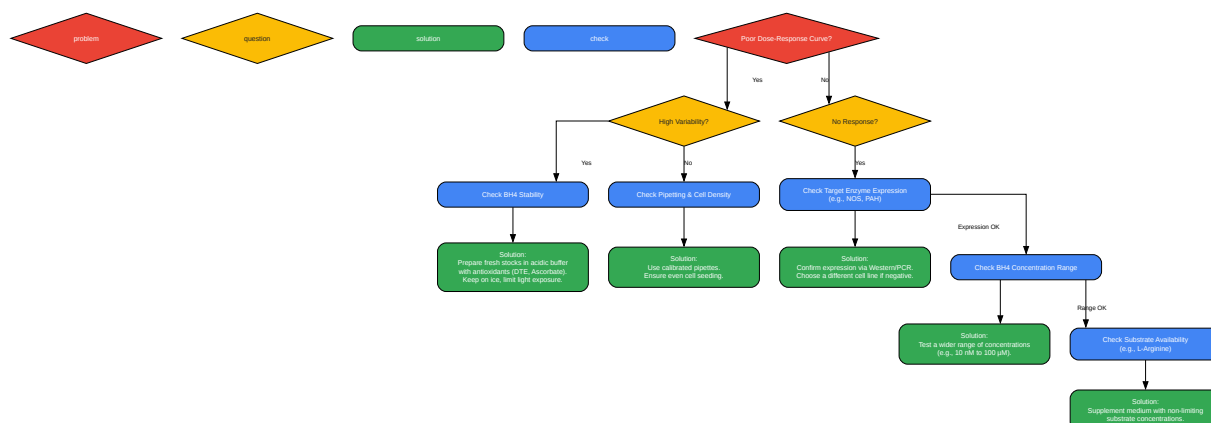 problem
question
solution
check
Poor Dose-Response Curve?
Yes
No
High Variability?
No Response?
Yes
No
Yes
Check BH4 Stability
Check Pipetting & Cell Density
Check Target Enzyme Expression
(e.g., NOS, PAH)
Expression OK
Solution:
Prepare fresh stocks in acidic buffer
with antioxidants (DTE, Ascorbate).
Keep on ice, limit light exposure.
Solution:
Use calibrated pipettes.
Ensure even cell seeding.
Solution:
Confirm expression via Western/PCR.
Choose a different cell line if negative.
Check BH4 Concentration Range
Range OK
Solution:
Test a wider range of concentrations
(e.g., 10 nM to 100 µM).
Check Substrate Availability
(e.g., L-Arginine)
Solution:
Supplement medium with non-limiting
substrate concentrations.